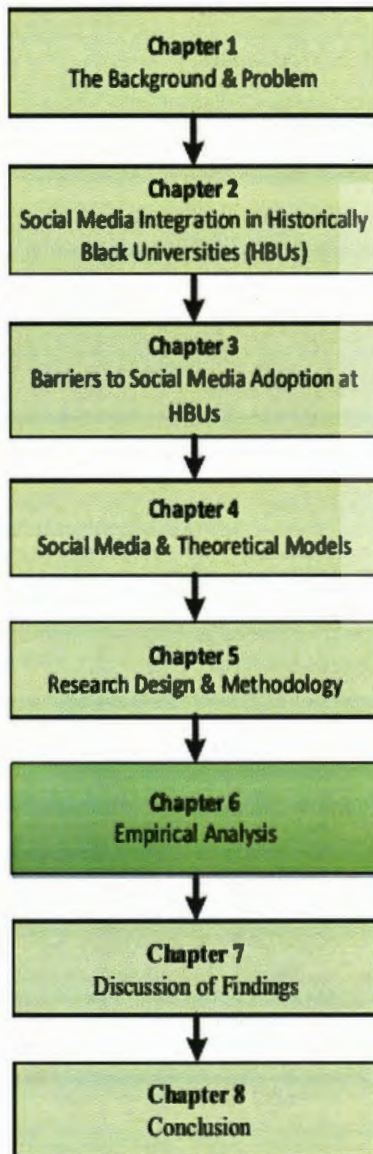 Chapter 1
The Background & Problem
Chapter 2
Social Media Integration in Historically
Black Universities (HBUs)
Chapter 3
Barriers to Social Media Adoption at
HBUs
Chapter 4
Social Media & Theoretical Models
Chapter 5
Research Design & Methodology
Chapter 6
Empirical Analysis
Chapter 7
Discussion of Findings
Chapter 8
Conclusion